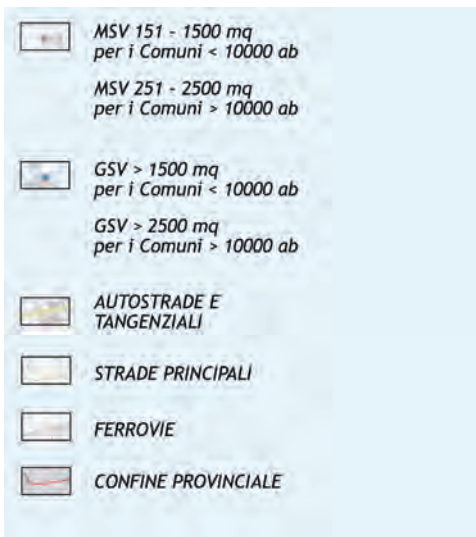 MSV 151 - 1500 mq
per i Comuni < 10000 ab
MSV 251 - 2500 mq
per i Comuni > 10000 ab
GSV > 1500 mq
per i Comuni < 10000 ab
GSV > 2500 mq
per i Comuni > 10000 ab
AUTOSTRADE E
TANGENZIALI
STRADE PRINCIPALI
FERROVIE
CONFINE PROVINCIALE